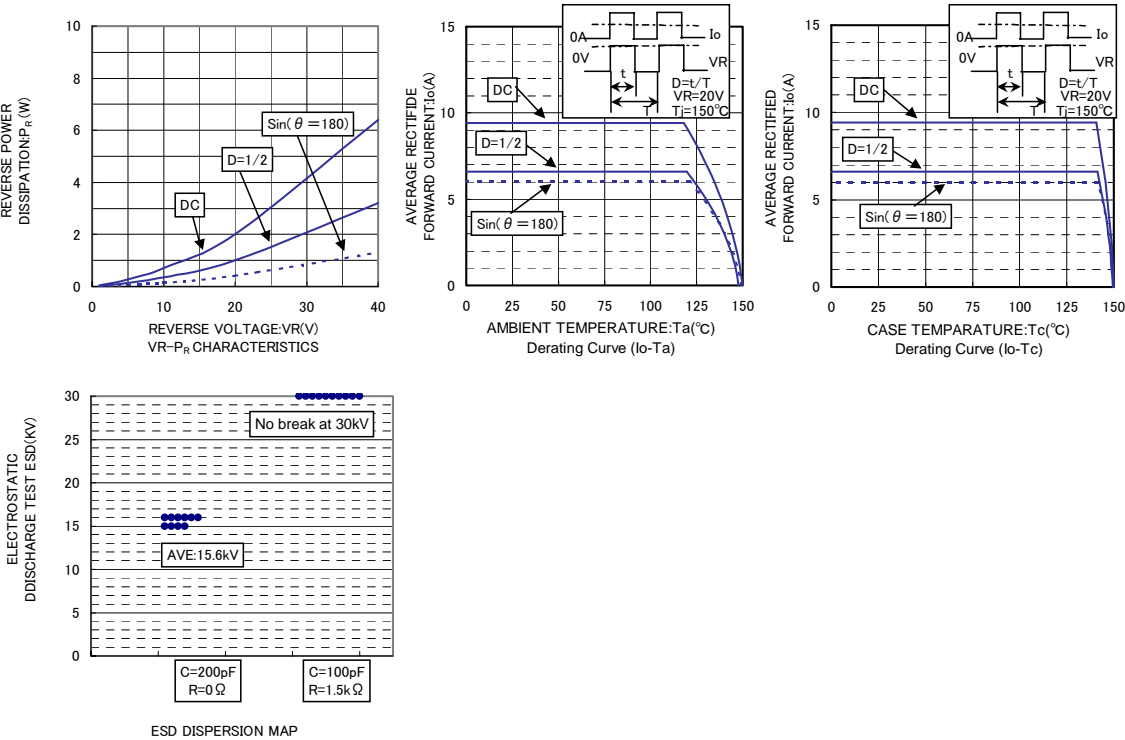 REVERSE POWER
DISSIPATION:PR (W)
10
8
6
4
2
0
Sin(θ=180)
D=1/2
DC
0 10 20 30 40
REVERSE VOLTAGE:VR(V)
VR-PR CHARACTERISTICS
AVERAGE RECTIFIDE
FORWARD CURRENT:Io(A)
15
10
5
0
0A
0V
Io
VR
t
T
D=t/T
VR=20V
Tj=150℃
DC
D=1/2
Sin(θ=180)
0 25 50 75 100 125 150
AMBIENT TEMPERATURE:Ta(℃)
Derating Curve (Io-Ta)
AVERAGE RECTIFIED
FORWARD CURRENT:Io(A)
15
10
5
0
0A
0V
Io
VR
t
T
D=t/T
VR=20V
Tj=150℃
DC
D=1/2
Sin(θ=180)
0 25 50 75 100 125 150
CASE TEMPARATURE:Tc(℃)
Derating Curve (Io-Tc)
ELECTROSTATIC
DDISCHARGE TEST ESD(KV)
30
25
20
15
10
5
0
No break at 30kV
AVE:15.6kV
C=200pF
R=0Ω
C=100pF
R=1.5kΩ
ESD DISPERSION MAP